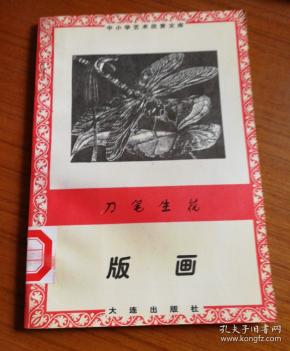 中小学艺术欣赏文库
刀笔生花
版画
大连出版社
孔夫子旧书网